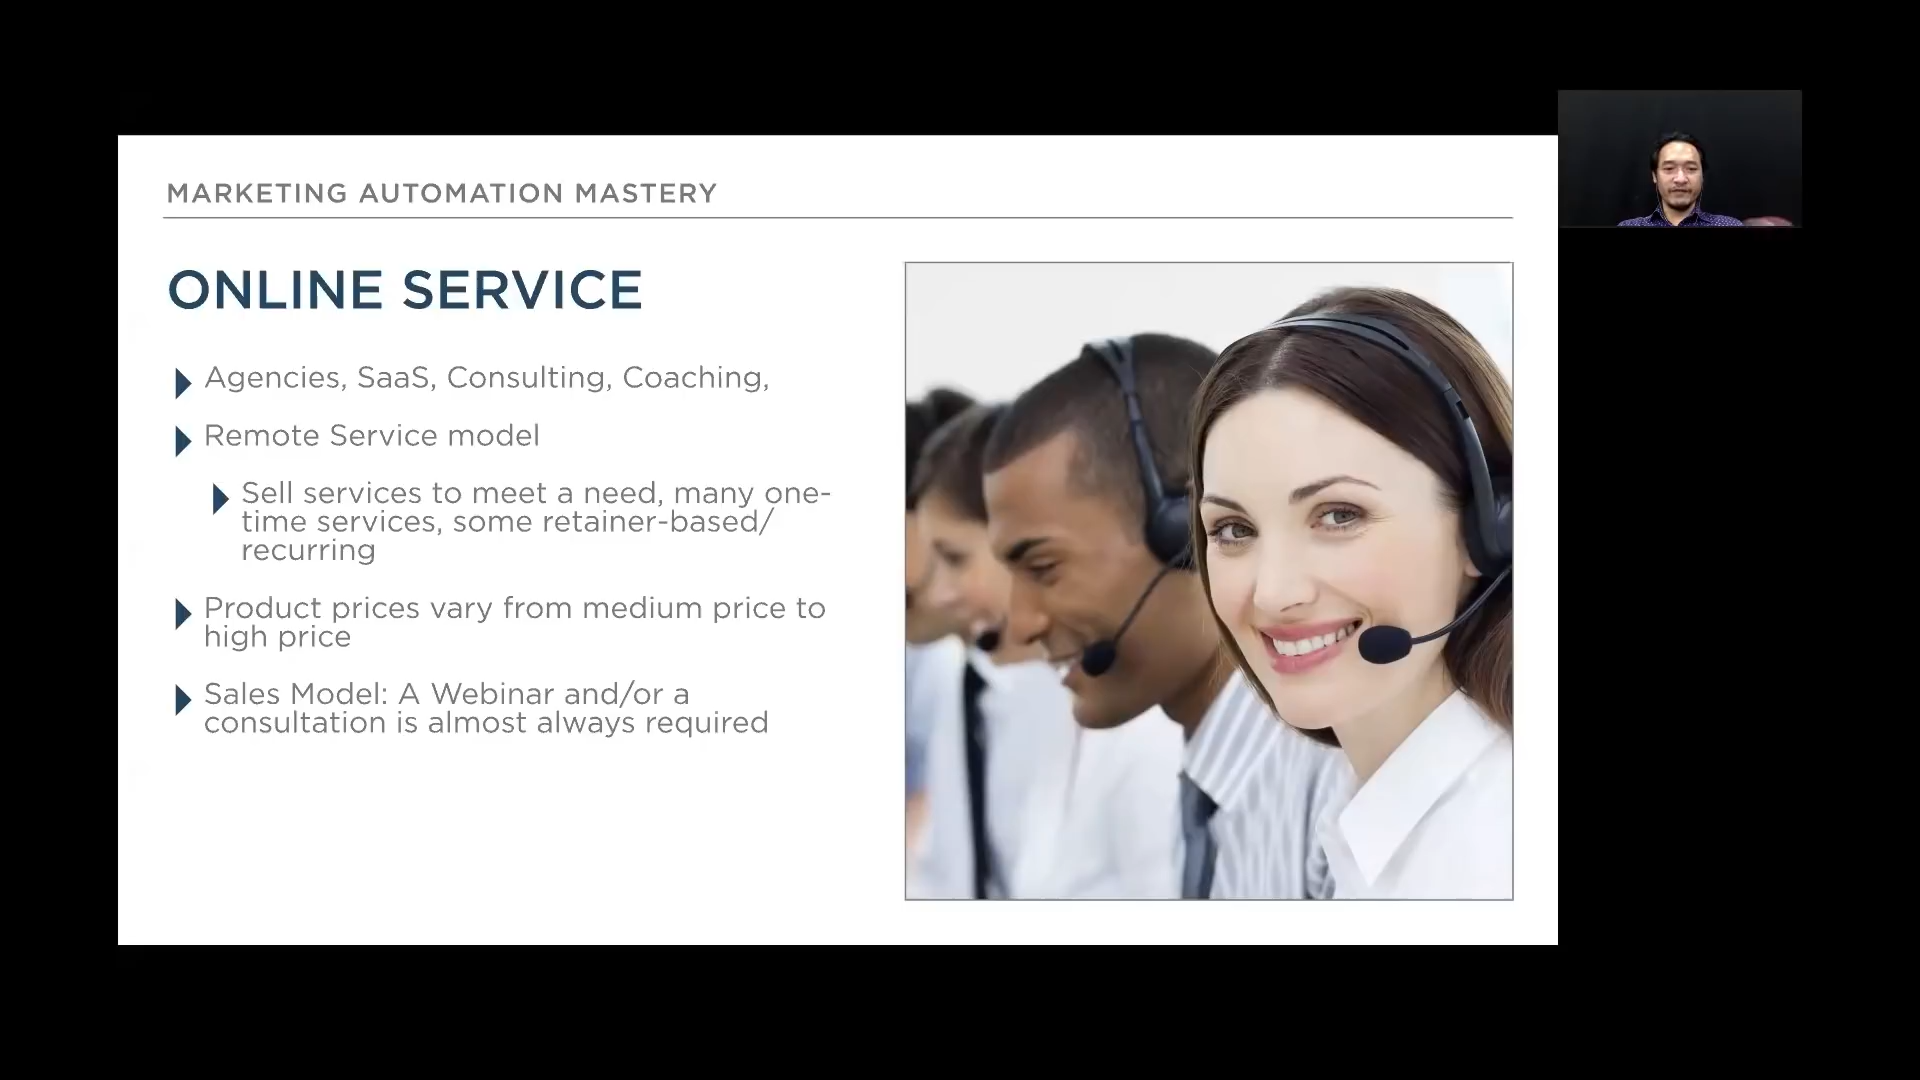 MARKETING AUTOMATION MASTERY
ONLINE SERVICE
Agencies, SaaS, Consulting, Coaching,
Remote Service model
Sell services to meet a need, many one-
time services, some retainer-based/
recurring
Product prices vary from medium price to
high price
Sales Model: A Webinar and/or a
consultation is almost always required